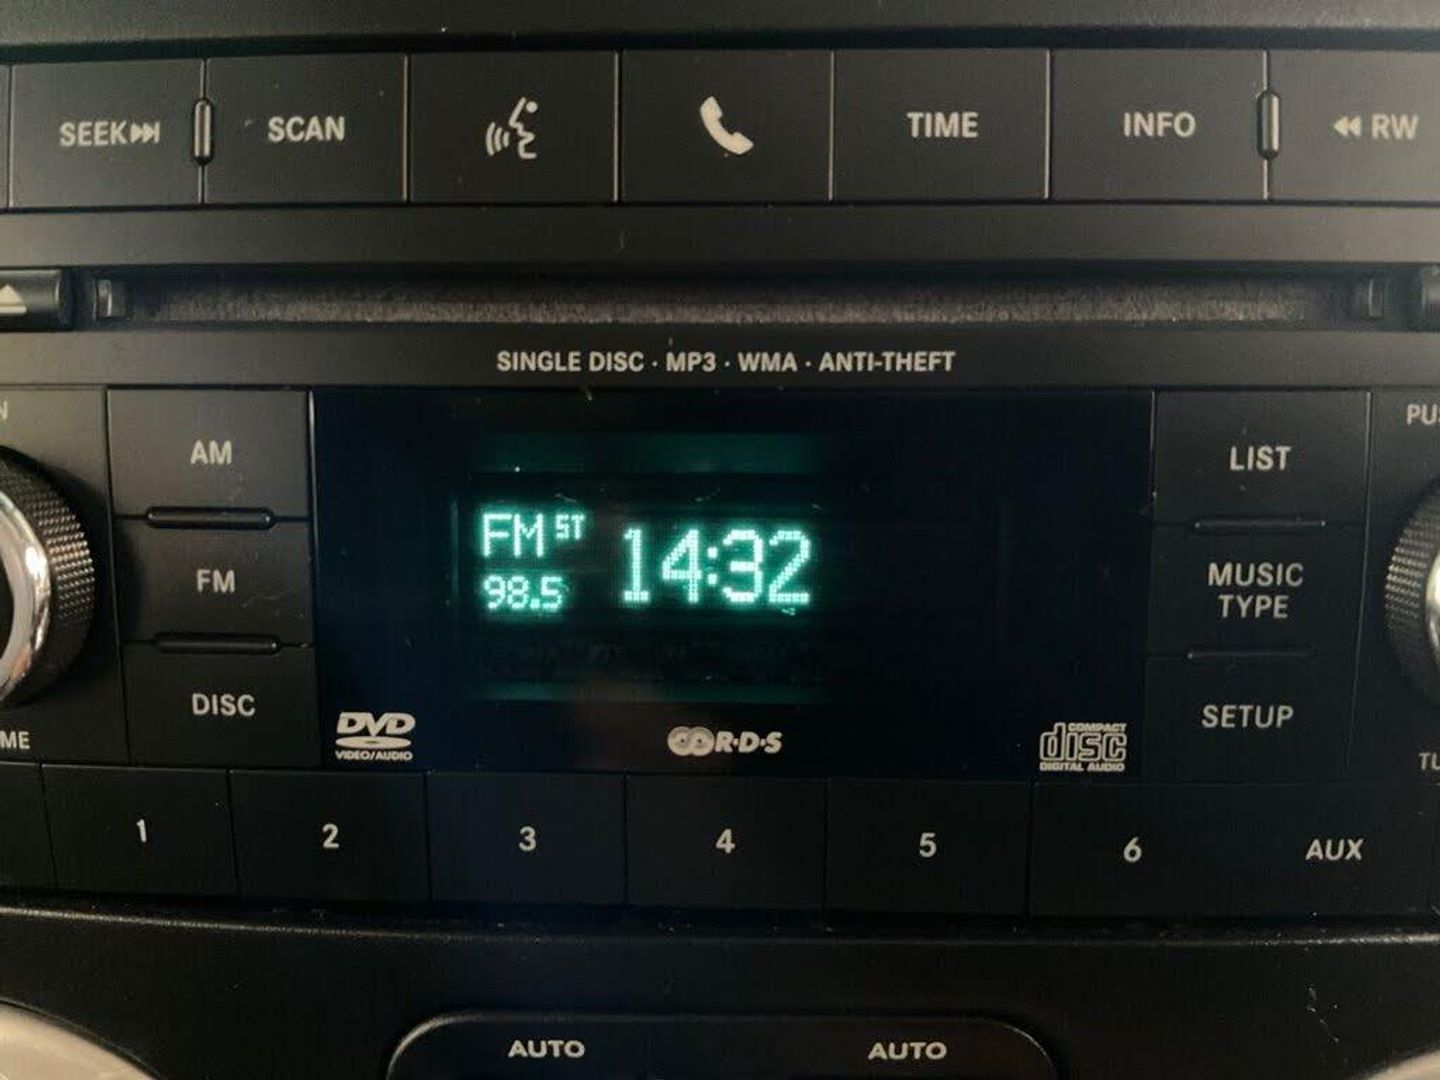 SEEK SCAN TIME INFO RW
SINGLE DISC · MP3 · WMA · ANTI-THEFT
AM
FM
DISC
FM ST 14:32
98.5
LIST
MUSIC
TYPE
SETUP
DVD
VIDEO/AUDIO
R·D·S
COMPACT
disc
DIGITAL AUDIO
1 2 3 4 5 6 AUX
AUTO AUTO